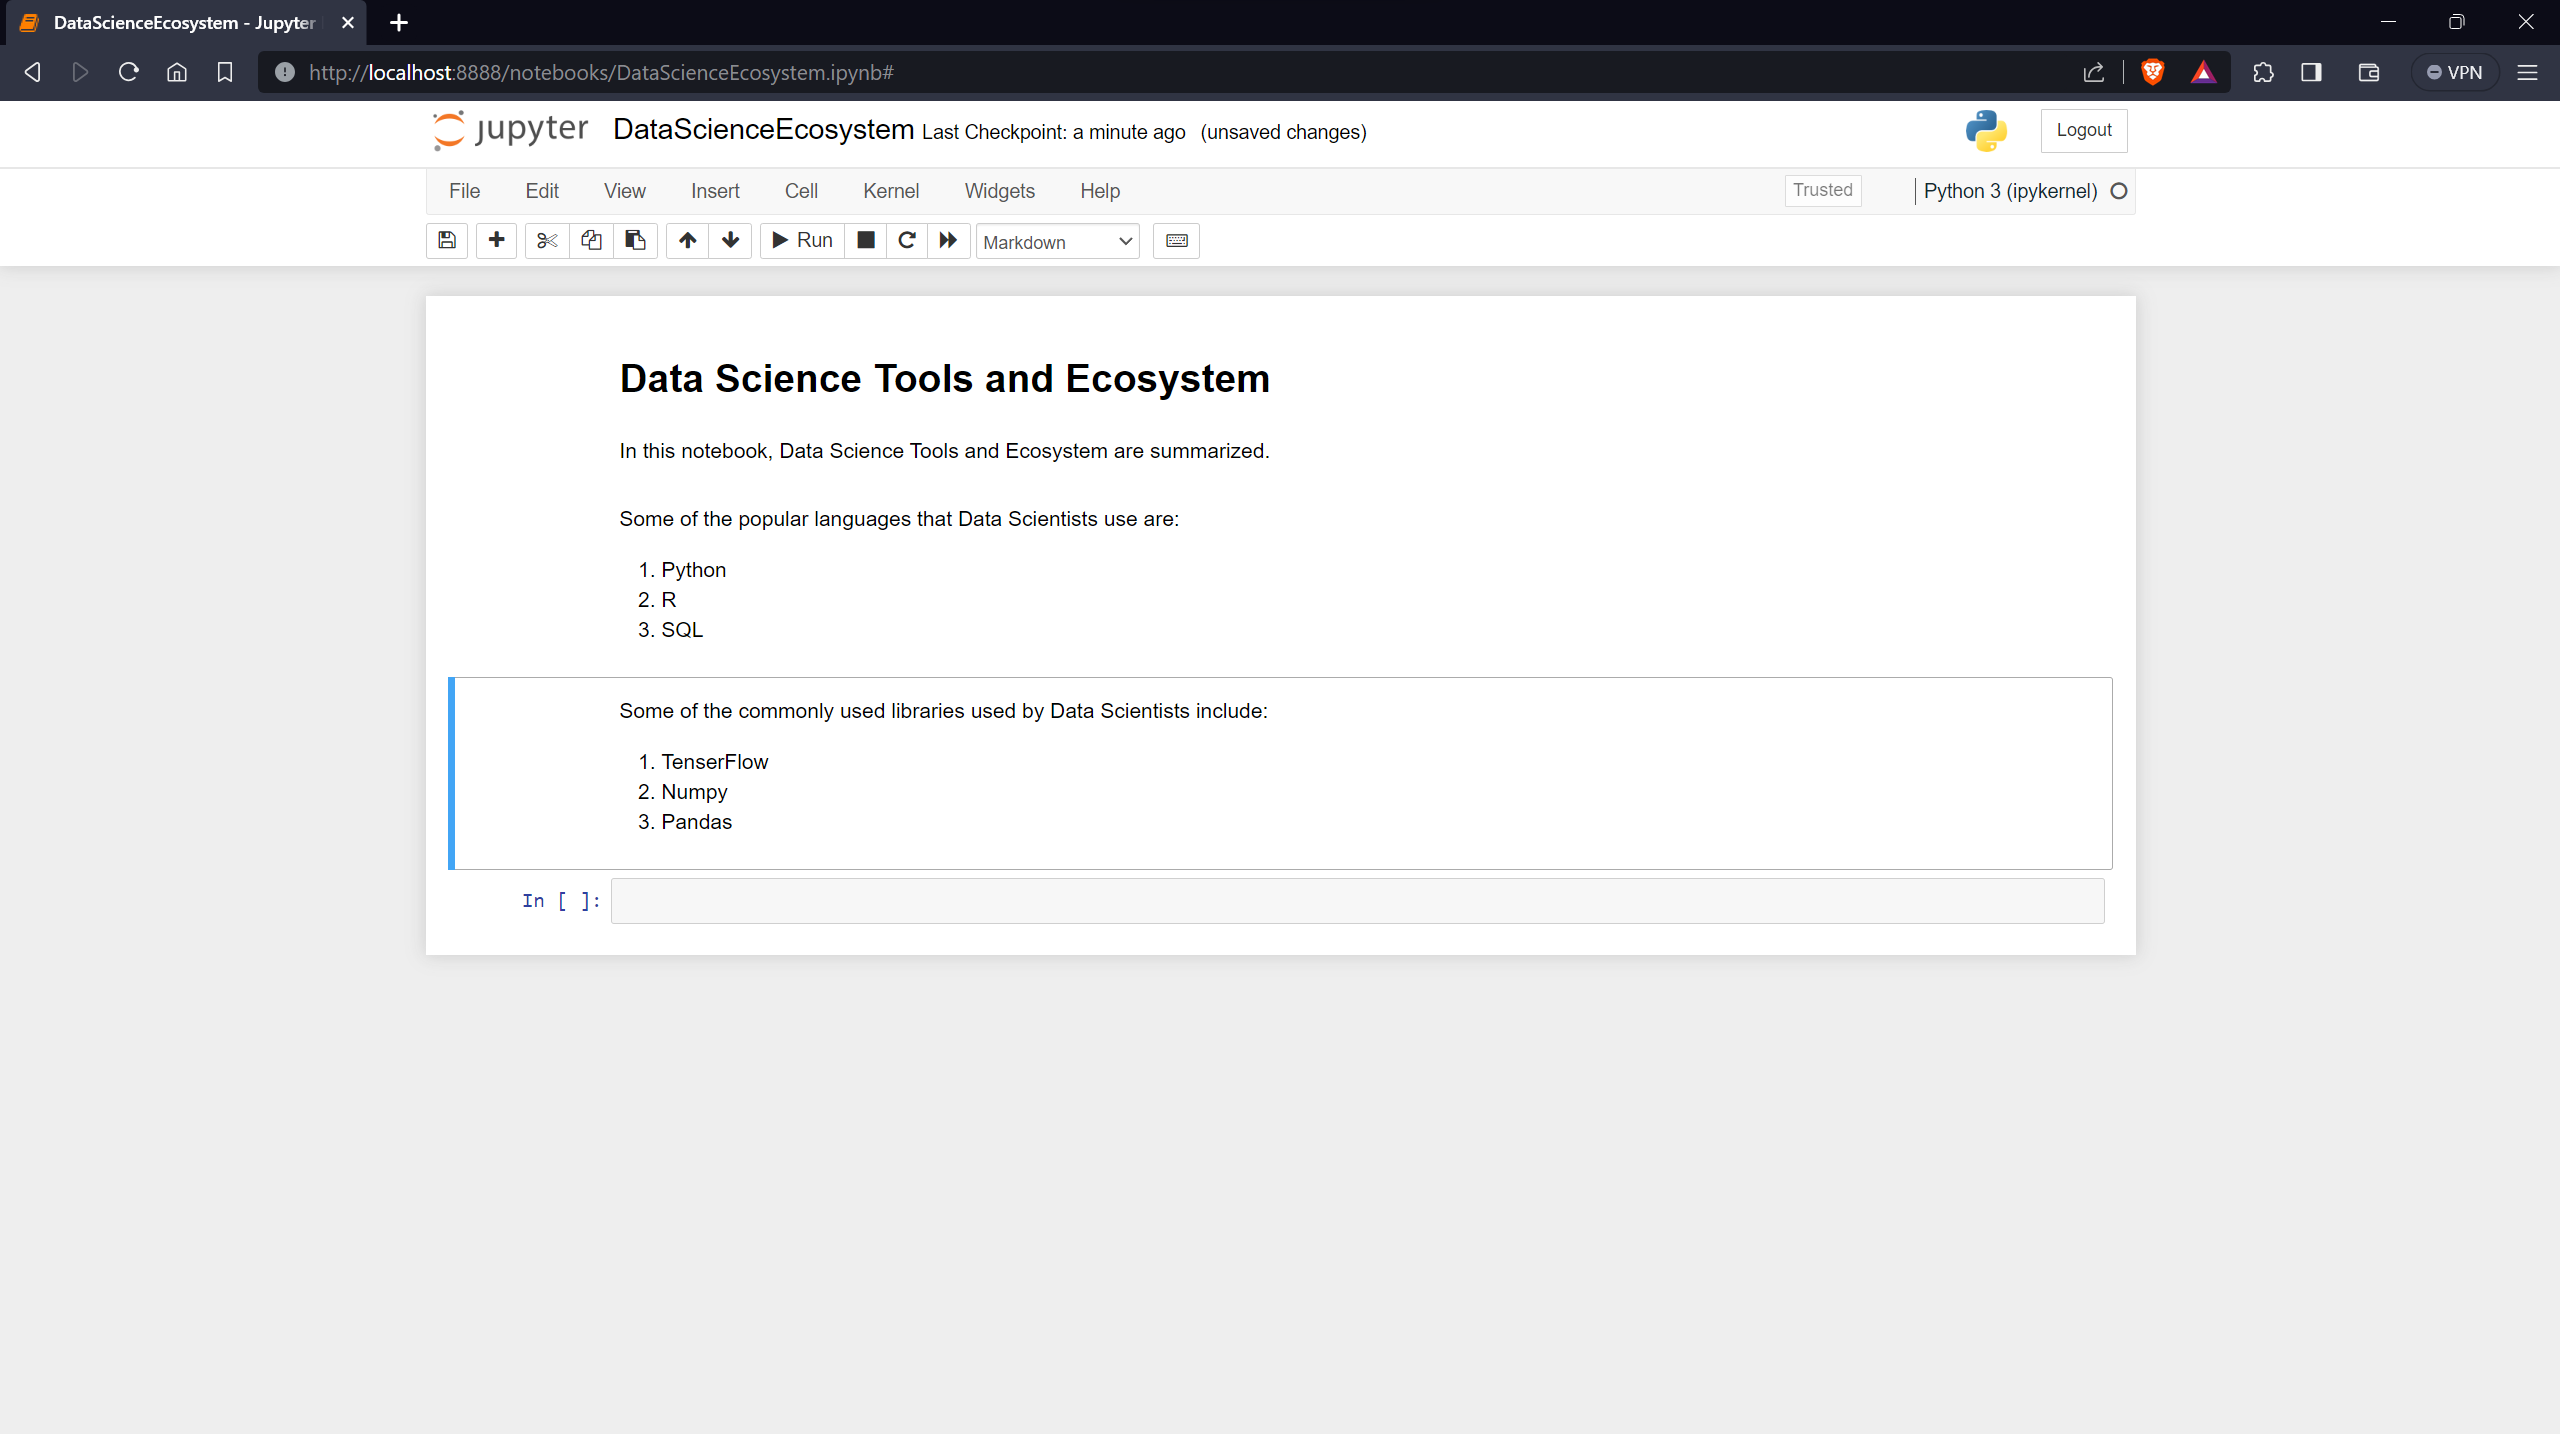 DataScienceEcosystem - Jupyter
http://localhost:8888/notebooks/DataScienceEcosystem.ipynb#
VPN
jupyter DataScienceEcosystem Last Checkpoint: a minute ago (unsaved changes)
Logout
File Edit View Insert Cell Kernel Widgets Help
Trusted
Python 3 (ipykernel)
Run
Markdown
Data Science Tools and Ecosystem
In this notebook, Data Science Tools and Ecosystem are summarized.
Some of the popular languages that Data Scientists use are:
1. Python
2. R
3. SQL
Some of the commonly used libraries used by Data Scientists include:
1. TenserFlow
2. Numpy
3. Pandas
In [ ]: